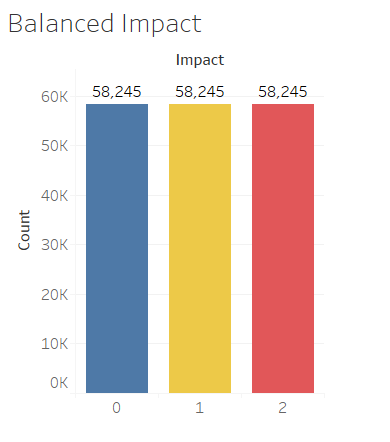 Balanced Impact
Impact
58,245 58,245 58,245
60K
50K
40K
30K
20K
10K
0K
Count
0 1 2